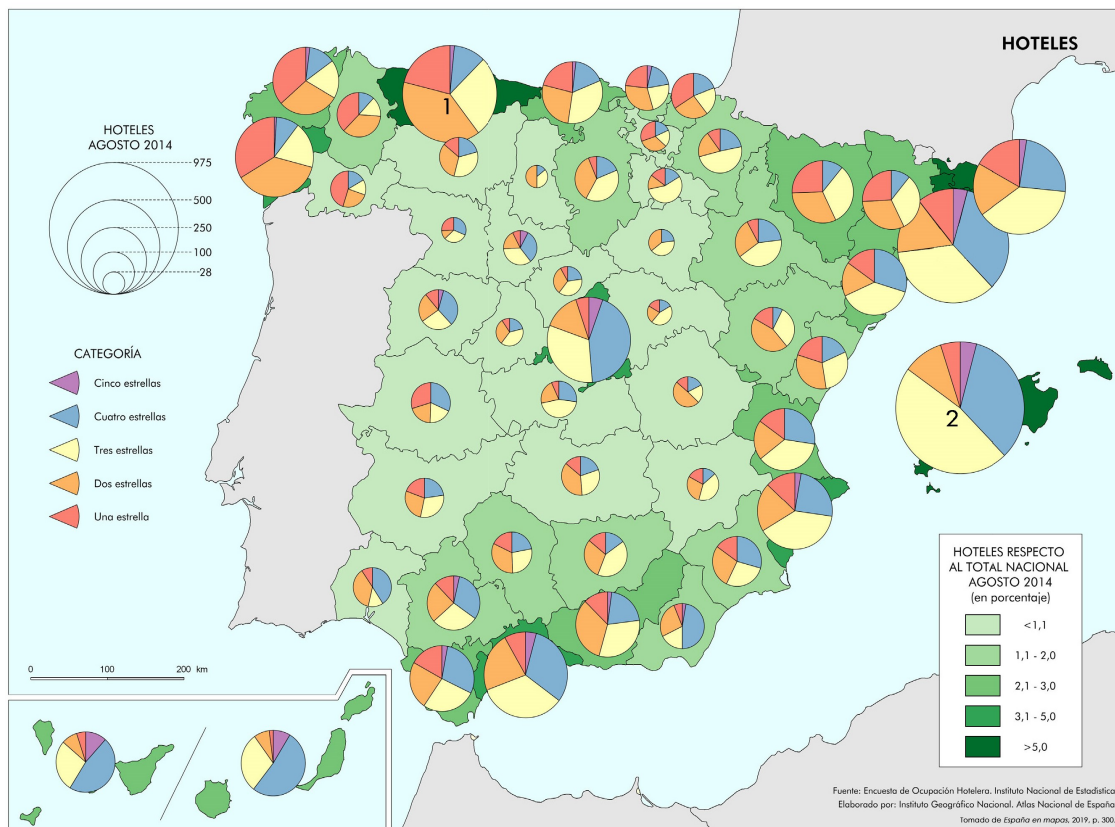 HOTELES
HOTELES
AGOSTO 2014
975
500
250
100
28
CATEGORÍA
Cinco estrellas
Cuatro estrellas
Tres estrellas
Dos estrellas
Una estrella
1
2
HOTELES RESPECTO
AL TOTAL NACIONAL
AGOSTO 2014
(en porcentaje)
<1,1
1,1 - 2,0
2,1 - 3,0
3,1 - 5,0
>5,0
0 100 200 km
Fuente: Encuesta de Ocupación Hotelera. Instituto Nacional de Estadística
Elaborado por: Instituto Geográfico Nacional. Atlas Nacional de España
Tomado de España en mapas, 2019, p. 300.